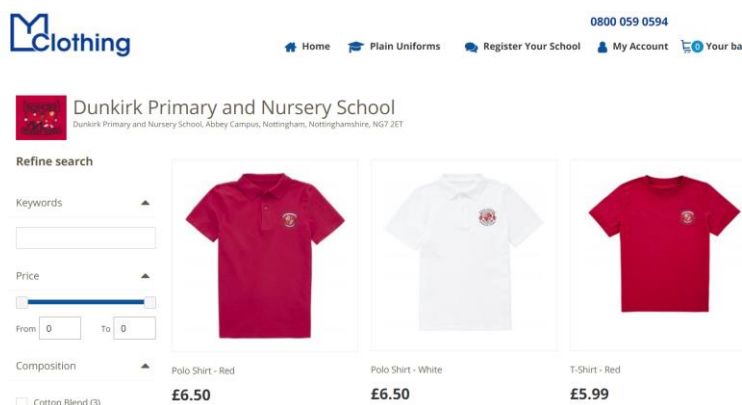 MClothing
0800 059 0594
Home Plain Uniforms Register Your School My Account 0 Your ba
Dunkirk Primary and Nursery School
Dunkirk Primary and Nursery School, Abbey Campus, Nottingham, Nottinghamshire, NG7 2ET
Refine search
Keywords
Price
From 0 To 0
Composition
Cotton Blend (3)
Polo Shirt - Red
£6.50
Polo Shirt - White
£6.50
T-Shirt - Red
£5.99